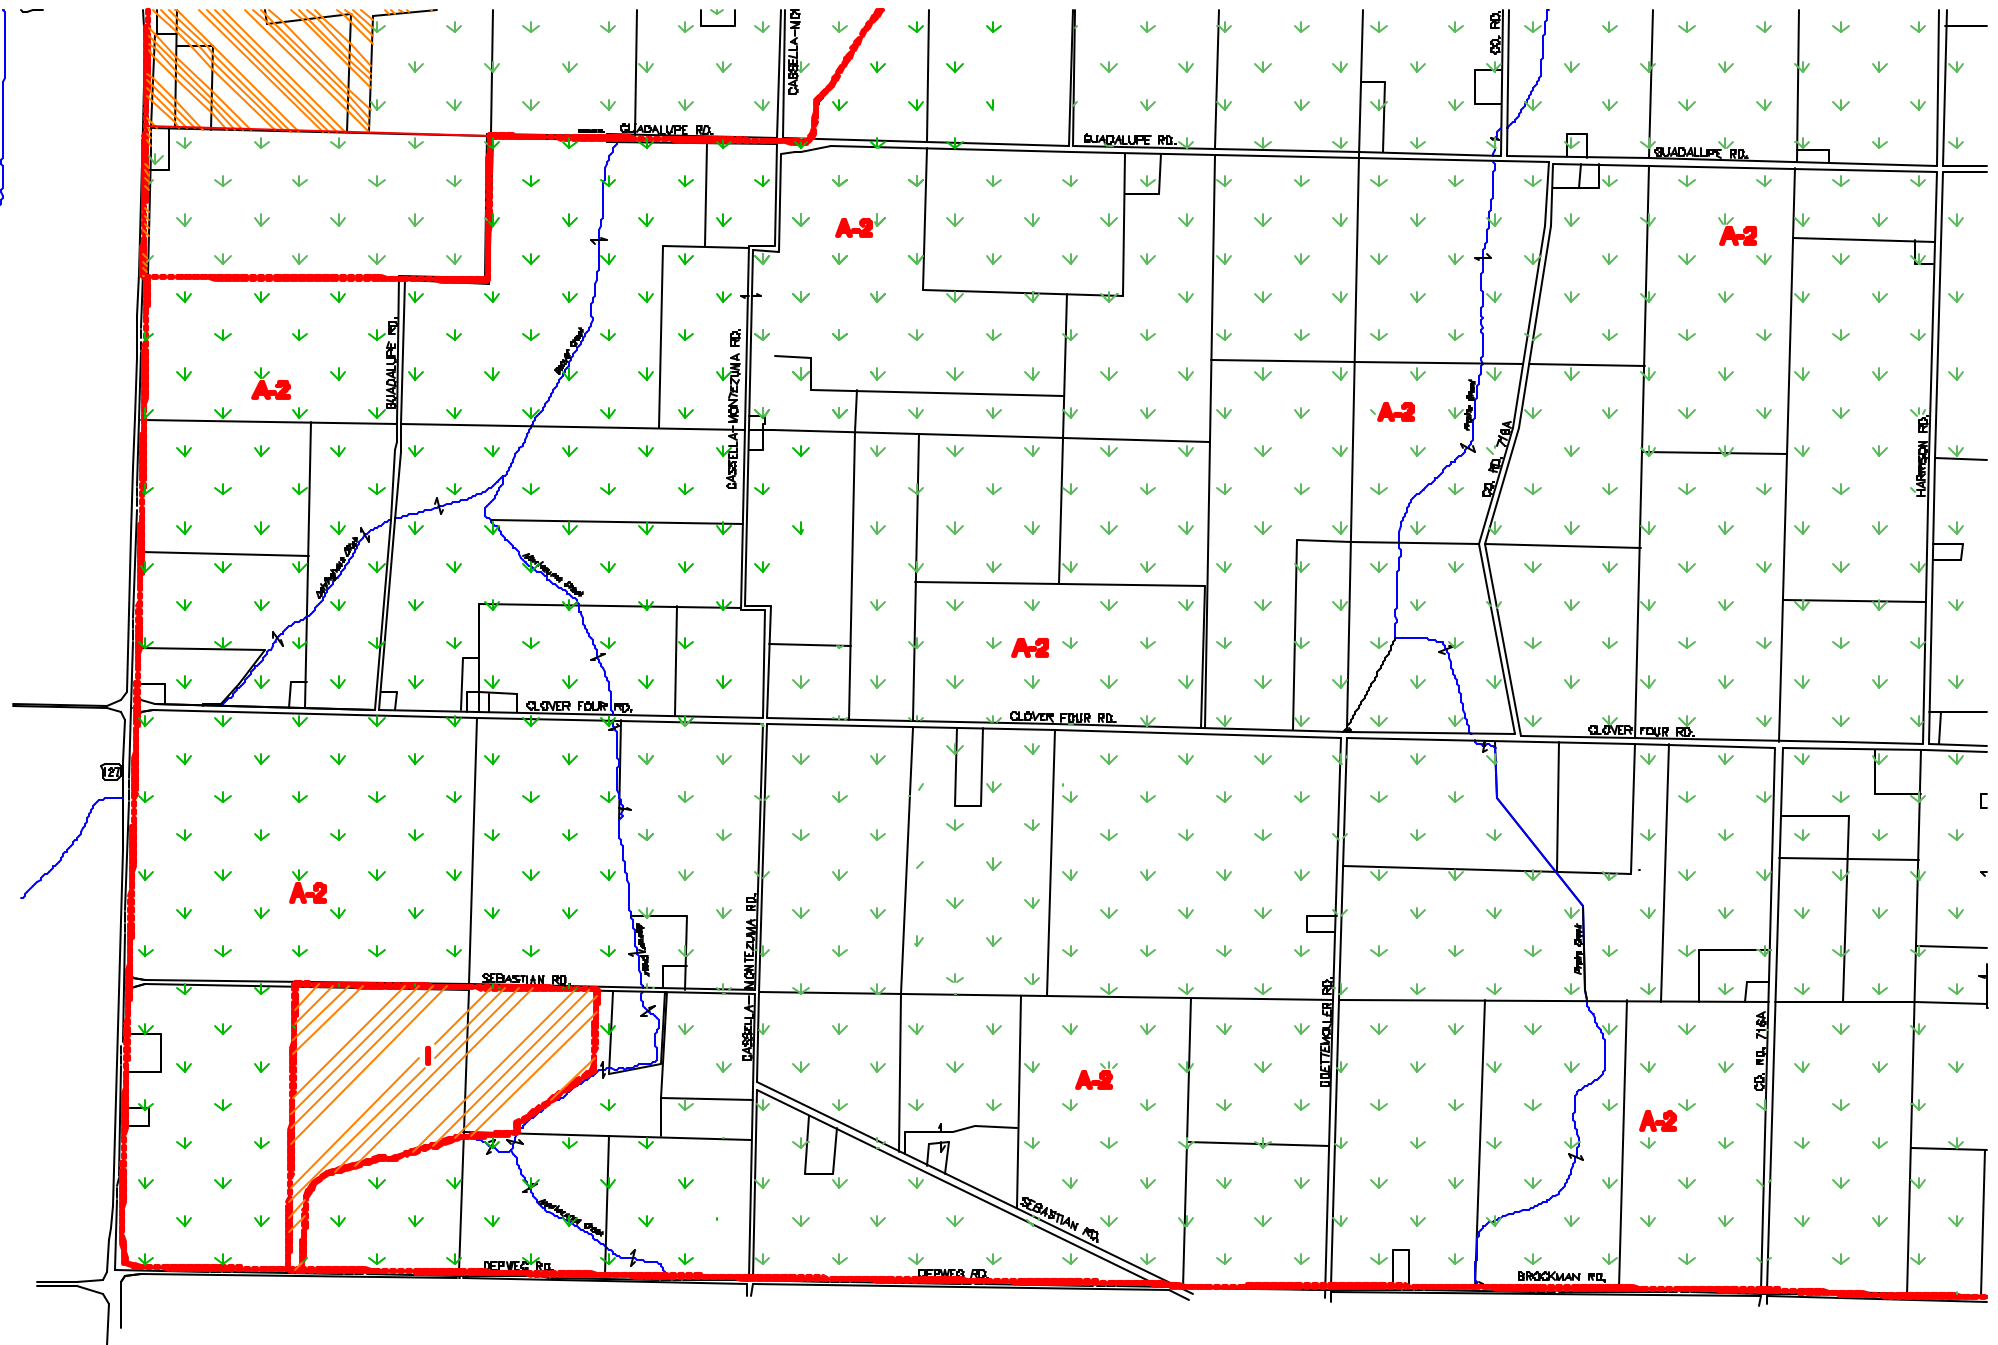 CO. RD.
GUADALUPE RD.
GUADALUPE RD.
GUADALUPE RD.
A-2
A-2
GUADALUPE RD.
CASSELLA-MONTEZUMA RD.
A-2
A-2
CO. RD. 716A
HARRISON RD.
A-2
CLOVER FOUR RD.
CLOVER FOUR RD.
CLOVER FOUR RD.
127
A-2
CASSELLA MONTEZUMA RD.
SEBASTIAN RD.
I
A-2
CO. RD. 716A
A-2
SEBASTIAN RD.
DEPWEG RD.
DEPWEG RD.
BROCKMAN RD.